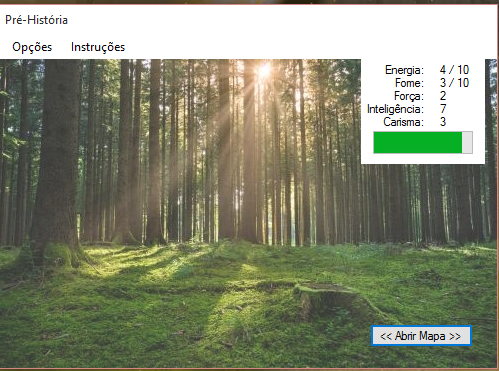 Pré-História
Opções Instruções
Energia: 4 / 10
Fome: 3 / 10
Força: 2
Inteligência: 7
Carisma: 3
<< Abrir Mapa >>